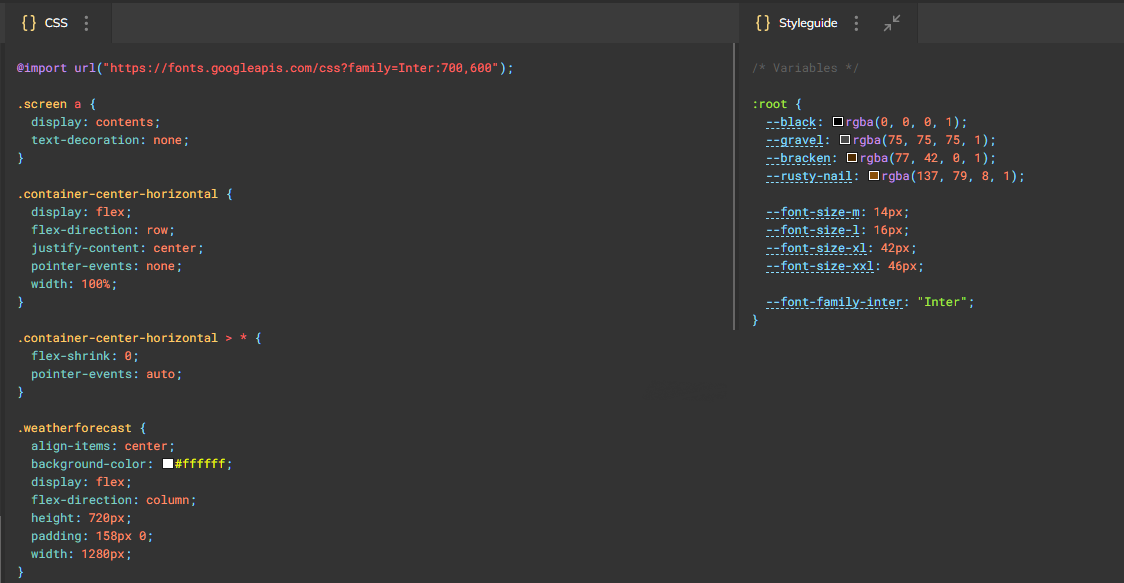 {} CSS
@import url("https://fonts.googleapis.com/css?family=Inter:700,600");
.screen a {
display: contents;
text-decoration: none;
}
.container-center-horizontal {
display: flex;
flex-direction: row;
justify-content: center;
pointer-events: none;
width: 100%;
}
.container-center-horizontal > * {
flex-shrink: 0;
pointer-events: auto;
}
.weatherforecast {
align-items: center;
background-color: #ffffff;
display: flex;
flex-direction: column;
height: 720px;
padding: 158px 0;
width: 1280px;
}
{} Styleguide
/* Variables */
:root {
--black: rgba(0, 0, 0, 1);
--gravel: rgba(75, 75, 75, 1);
--bracken: rgba(77, 42, 0, 1);
--rusty-nail: rgba(137, 79, 8, 1);
--font-size-m: 14px;
--font-size-l: 16px;
--font-size-xl: 42px;
--font-size-xxl: 46px;
--font-family-inter: "Inter";
}